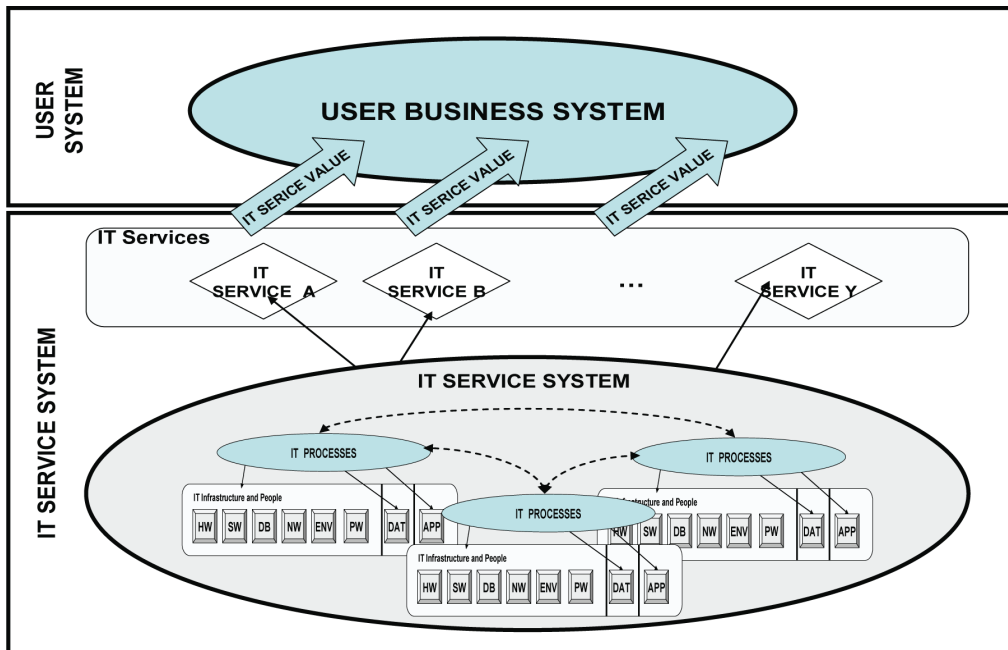 USER
SYSTEM
USER BUSINESS SYSTEM
IT SERICE VALUE
IT SERICE VALUE
IT SERICE VALUE
IT SERVICE SYSTEM
IT Services
IT
SERVICE A
IT
SERVICE B
...
IT
SERVICE Y
IT SERVICE SYSTEM
IT PROCESSES
IT Infrastructure and People
HW SW DB NW ENV PW DAT APP
IT PROCESSES
IT Infrastructure and People
HW SW DB NW ENV PW DAT APP
IT PROCESSES
IT Infrastructure and People
HW SW DB NW ENV PW DAT APP